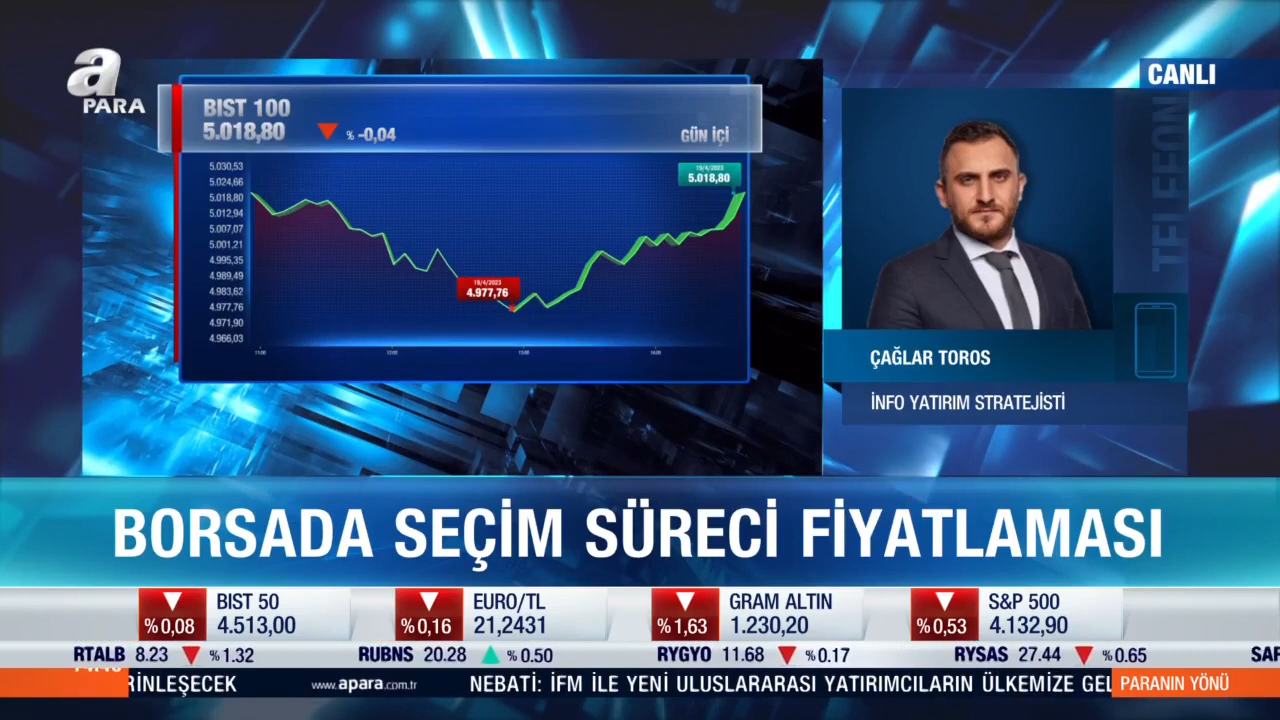 a PARA
CANLI
BIST 100
5.018,80 % -0,04 GÜN İÇİ
5.030,53
5.024,66
5.018,80
5.012,94
5.007,07
5.001,21
4.995,35
4.989,49
4.983,62
4.977,76
4.971,90
4.966,03
19/4/2023
5.018,80
19/4/2023
4.977,76
11:00 12:00 13:00 14:00
TELEFON
ÇAĞLAR TOROS
İNFO YATIRIM STRATEJİSTİ
BORSADA SEÇİM SÜRECİ FİYATLAMASI
%0,08 BIST 50 4.513,00
%0,16 EURO/TL 21,2431
%1,63 GRAM ALTIN 1.230,20
%0,53 S&P 500 4.132,90
RTALB 8.23 %1.32 RUBNS 20.28 %0.50 RYGYO 11.68 %0.17 RYSAS 27.44 %0.65 SAF
RİNLEŞECEK www.apara.com.tr NEBATİ: İFM İLE YENİ ULUSLARARASI YATIRIMCILARIN ÜLKEMİZE GEL PARANIN YÖNÜ